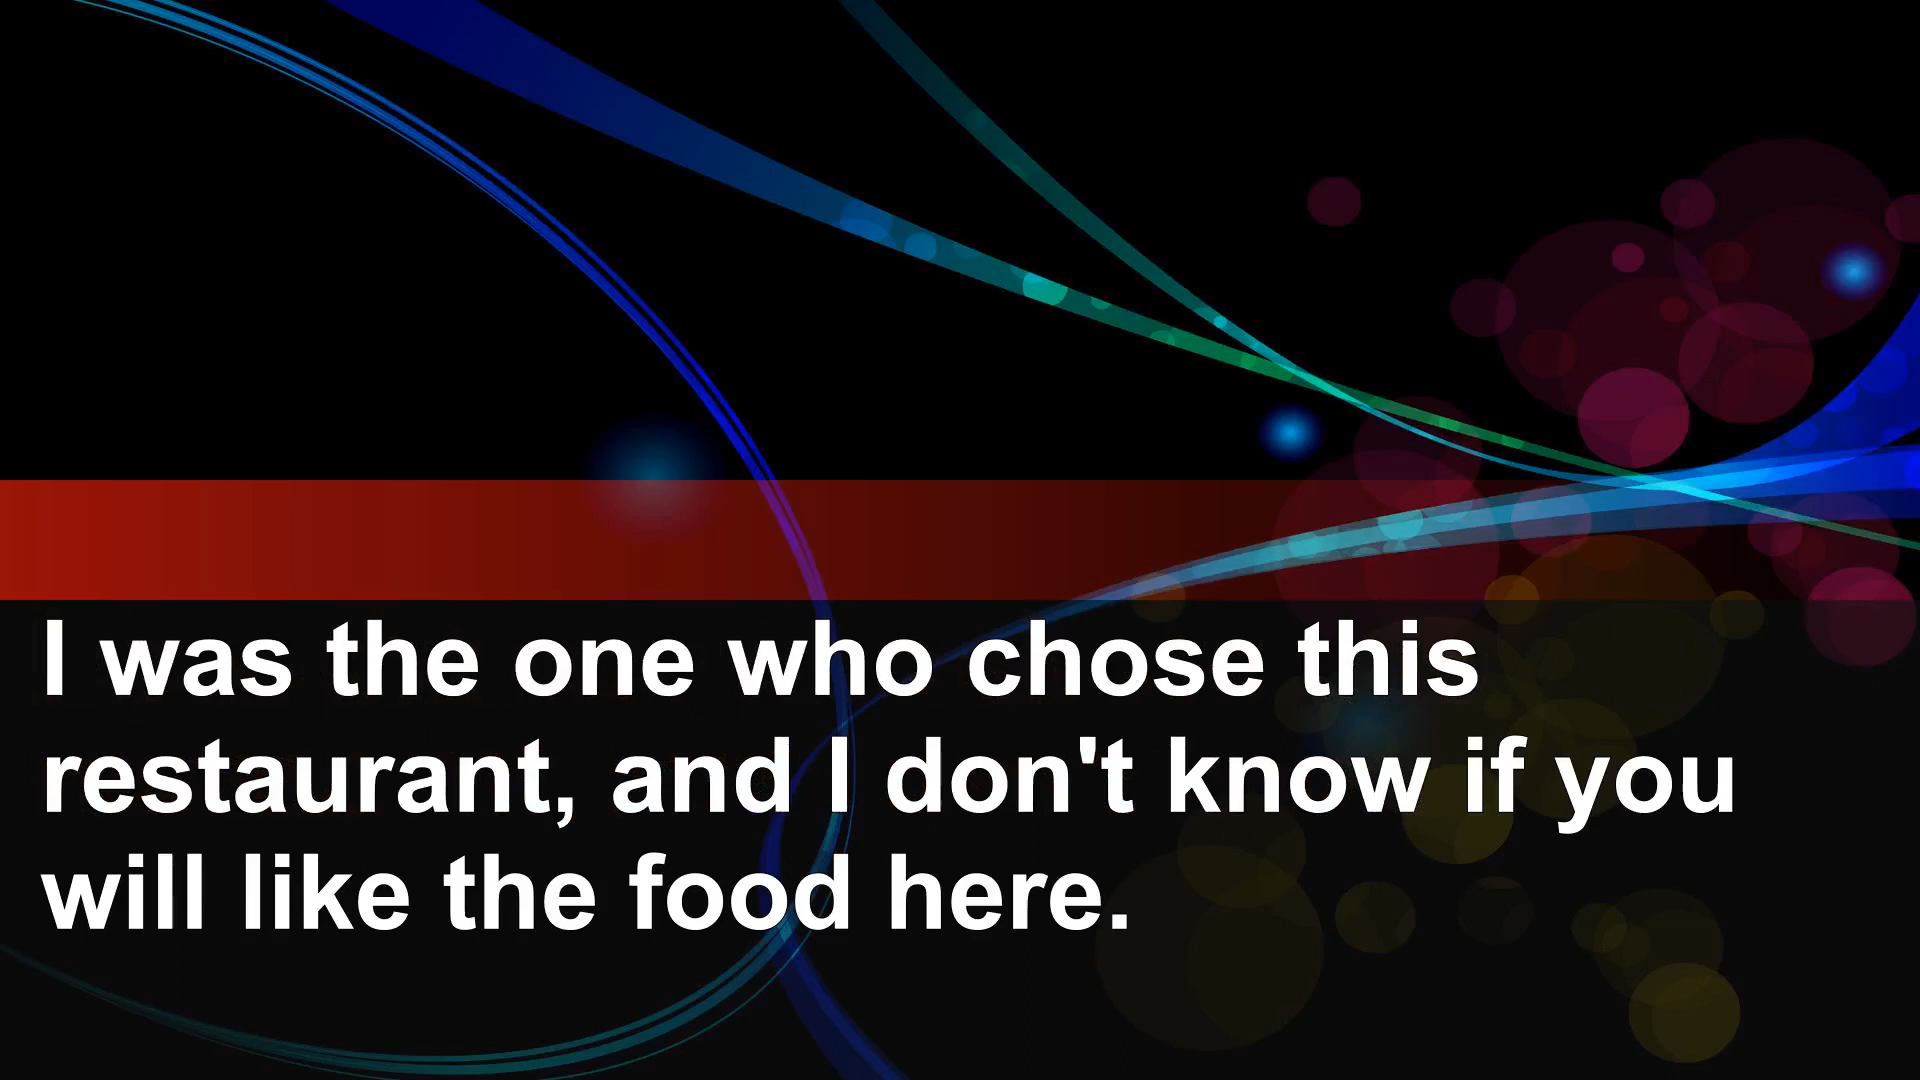 I was the one who chose this
restaurant, and I don't know if you
will like the food here.